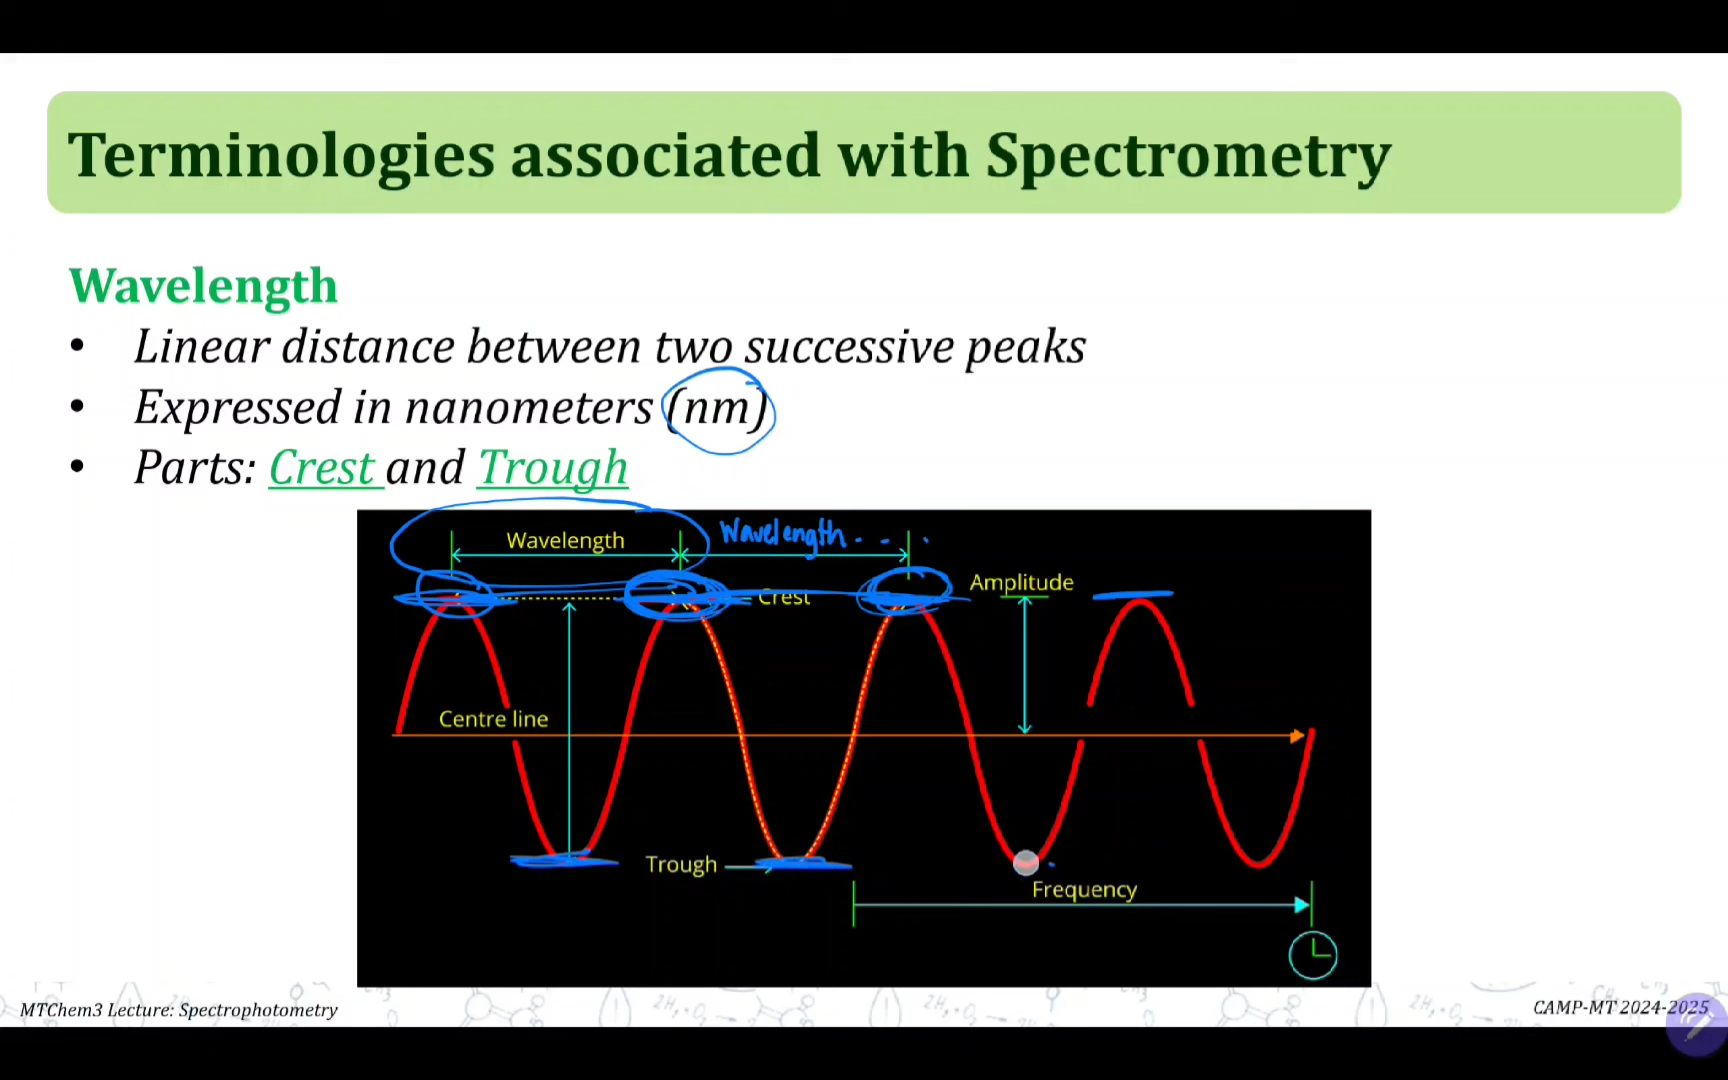 Terminologies associated with Spectrometry
Wavelength
• Linear distance between two successive peaks
• Expressed in nanometers (nm)
• Parts: Crest and Trough
Wavelength
Wavelength . . .
Crest
Amplitude
Centre line
Trough
Frequency
MTChem3 Lecture: Spectrophotometry
CAMP-MT 2024-2025